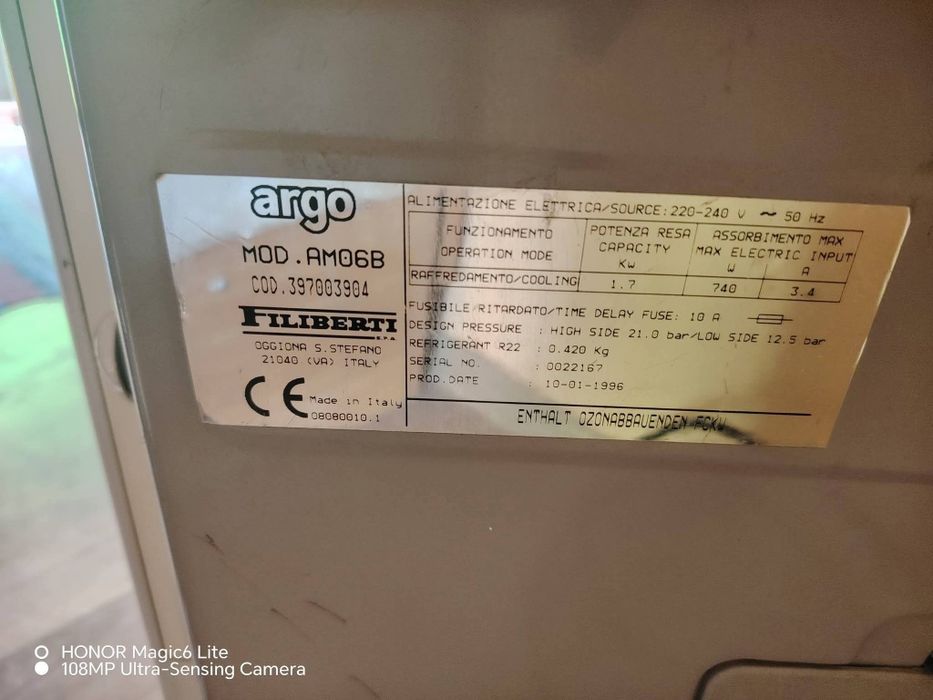 argo
MOD.AM06B
COD.397003904
FILIBERTI
S.P.A.
OGGIONA S.STEFANO
21040 (VA) ITALY
CE Made in Italy
08080010.1
ALIMENTAZIONE ELETTRICA/SOURCE:220-240 V ~ 50 Hz
FUNZIONAMENTO
OPERATION MODE
POTENZA RESA
CAPACITY
Kw
ASSORBIMENTO MAX
MAX ELECTRIC INPUT
W A
RAFFREDAMENTO/COOLING 1.7 740 3.4
FUSIBILE/RITARDATO/TIME DELAY FUSE: 10 A
DESIGN PRESSURE : HIGH SIDE 21.0 bar/LOW SIDE 12.5 bar
REFRIGERANT R22 : 0.420 Kg
SERIAL NO. : 0022167
PROD.DATE : 10-01-1996
ENTHALT OZONABBAUENDEN FCKW
HONOR Magic6 Lite
108MP Ultra-Sensing Camera